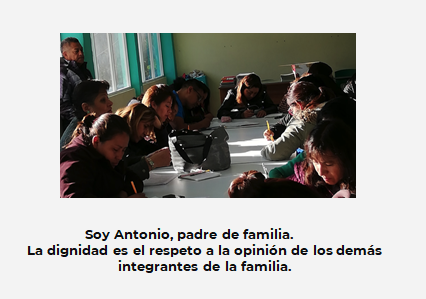 Soy Antonio, padre de familia.
La dignidad es el respeto a la opinión de los demás
integrantes de la familia.